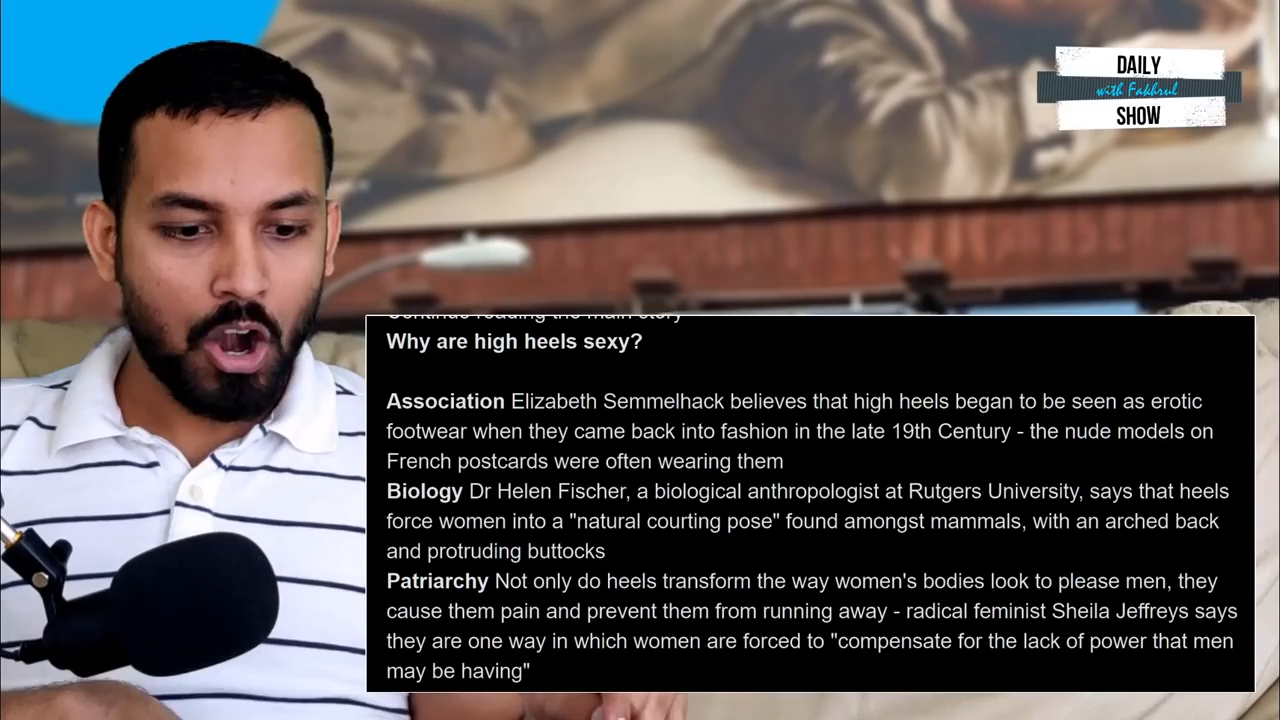 DAILY
with Fakhrul
SHOW
Continue reading the main story
Why are high heels sexy?
Association Elizabeth Semmelhack believes that high heels began to be seen as erotic
footwear when they came back into fashion in the late 19th Century - the nude models on
French postcards were often wearing them
Biology Dr Helen Fischer, a biological anthropologist at Rutgers University, says that heels
force women into a "natural courting pose" found amongst mammals, with an arched back
and protruding buttocks
Patriarchy Not only do heels transform the way women's bodies look to please men, they
cause them pain and prevent them from running away - radical feminist Sheila Jeffreys says
they are one way in which women are forced to "compensate for the lack of power that men
may be having"